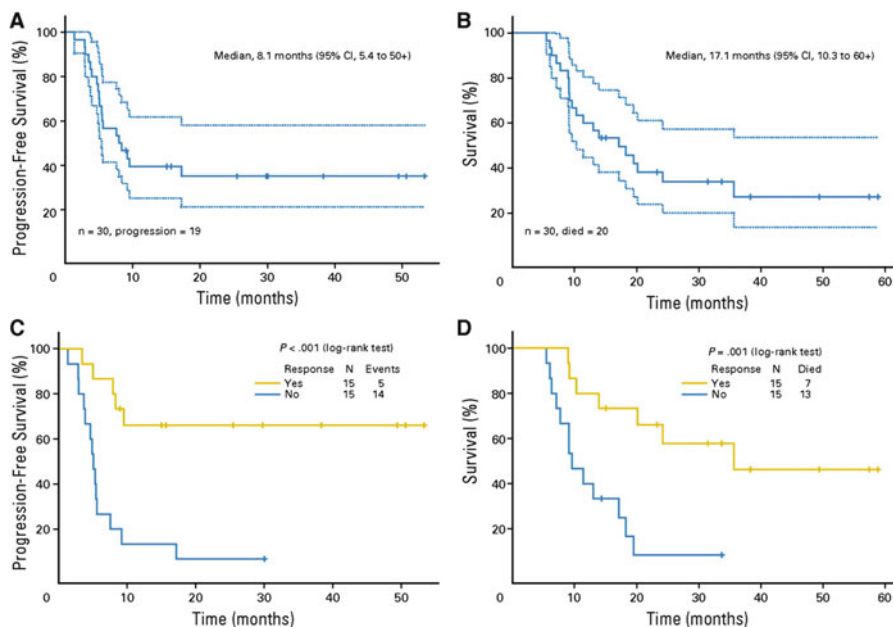 A
Progression-Free Survival (%)
100
80
60
40
20
0
10
20
30
40
50
Time (months)
Median, 8.1 months (95% CI, 5.4 to 50+)
n = 30, progression = 19
B
Survival (%)
100
80
60
40
20
0
10
20
30
40
50
60
Time (months)
Median, 17.1 months (95% CI, 10.3 to 60+)
n = 30, died = 20
C
Progression-Free Survival (%)
100
80
60
40
20
0
10
20
30
40
50
Time (months)
P < .001 (log-rank test)
Response N Events
Yes 15 5
No 15 14
D
Survival (%)
100
80
60
40
20
0
10
20
30
40
50
60
Time (months)
P = .001 (log-rank test)
Response N Died
Yes 15 7
No 15 13